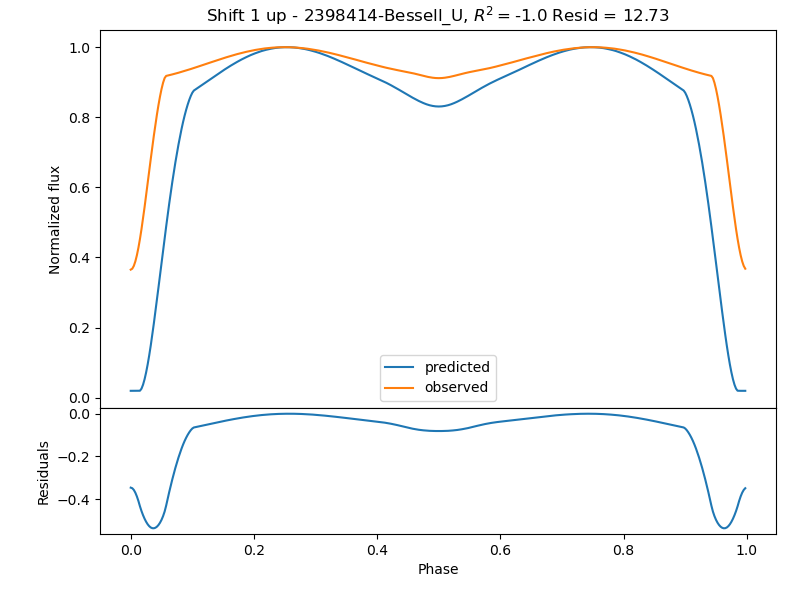 Shift 1 up - 2398414-Bessell_U, R² = -1.0 Resid = 12.73
Normalized flux
1.0
0.8
0.6
0.4
0.2
0.0
predicted
observed
Residuals
0.0
−0.2
−0.4
0.0 0.2 0.4 0.6 0.8 1.0
Phase